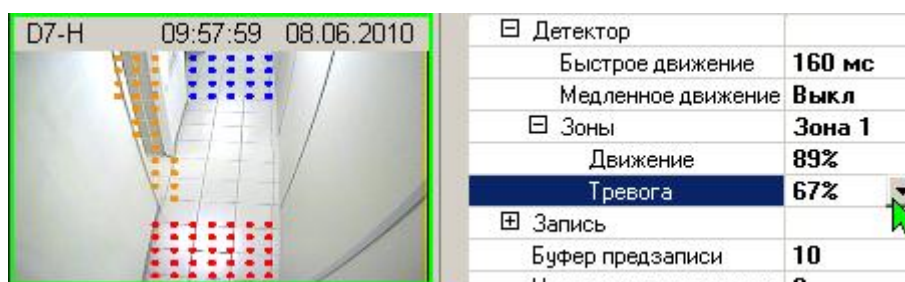 D7-H 09:57:59 08.06.2010
Детектор
Быстрое движение 160 мс
Медленное движение Выкл
Зоны Зона 1
Движение 89%
Тревога 67%
Запись
Буфер предзаписи 10